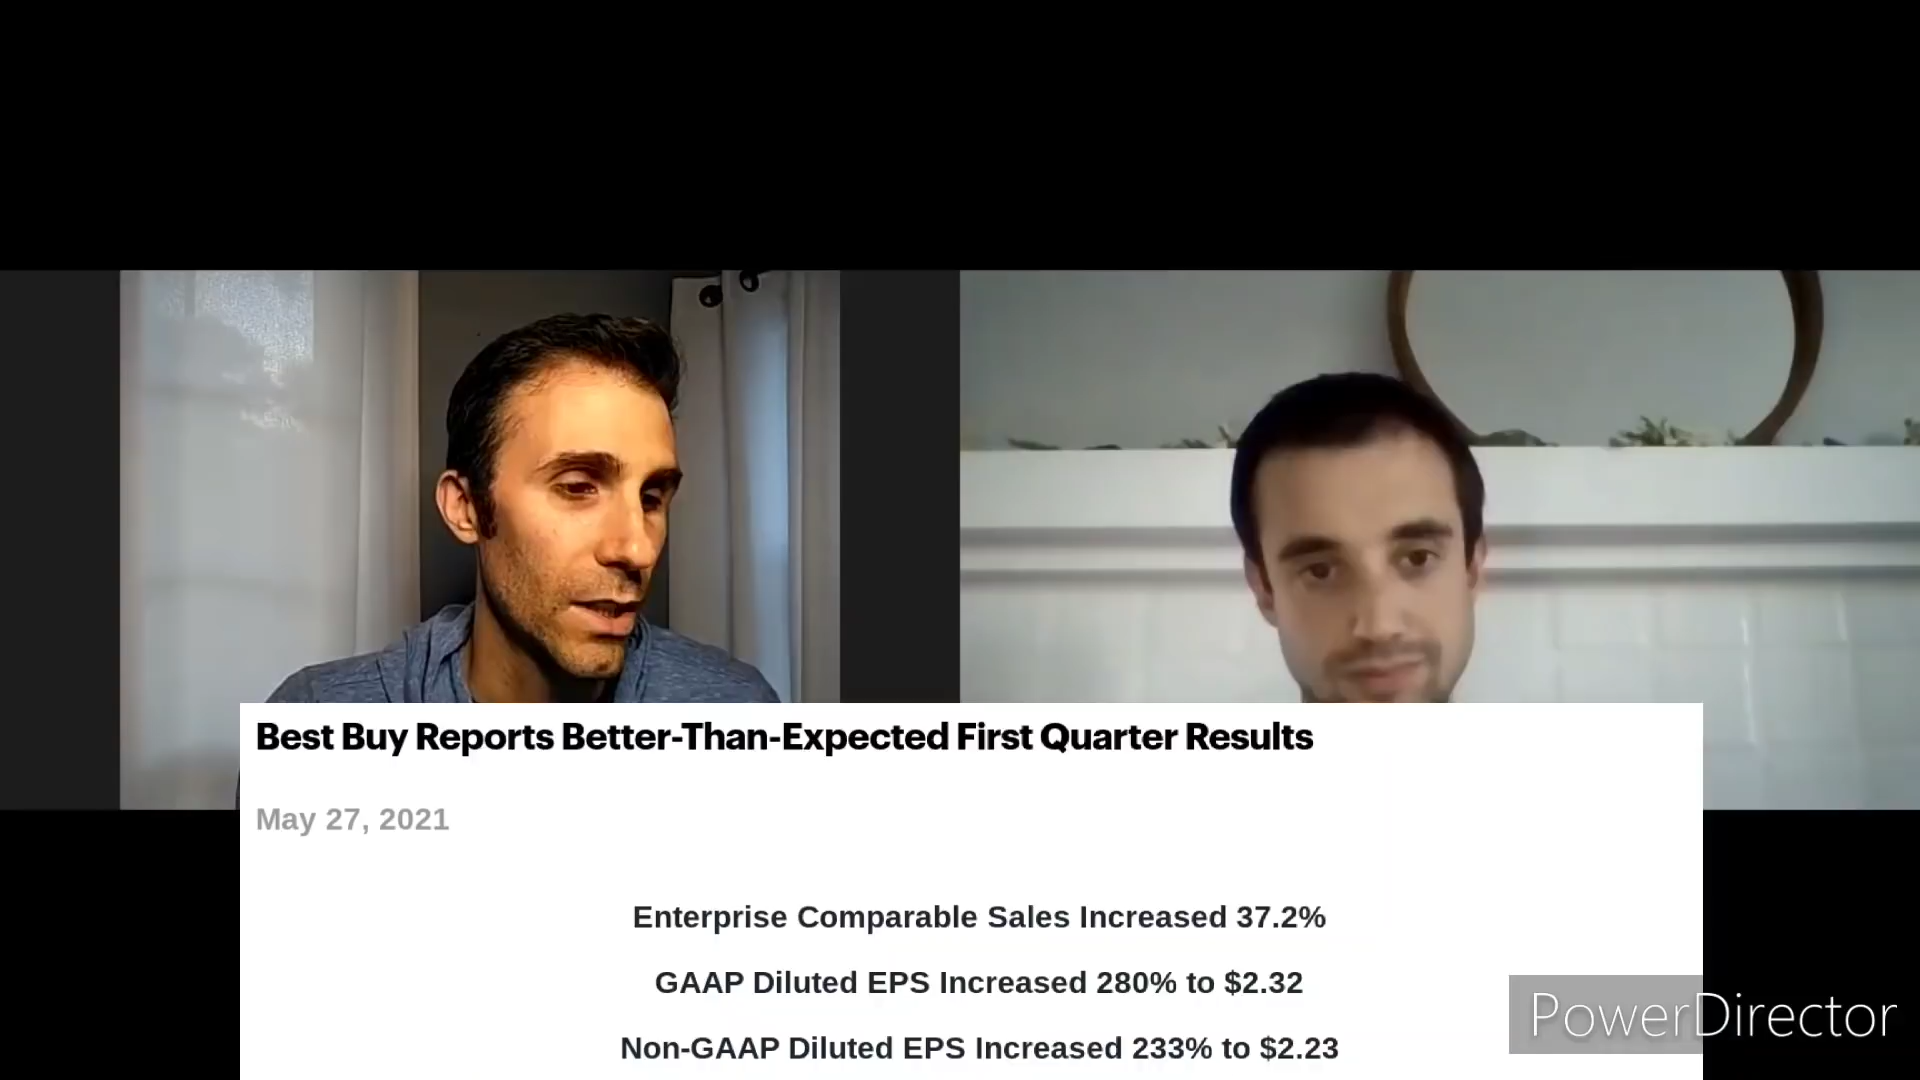 Best Buy Reports Better-Than-Expected First Quarter Results
May 27, 2021
Enterprise Comparable Sales Increased 37.2%
GAAP Diluted EPS Increased 280% to $2.32
Non-GAAP Diluted EPS Increased 233% to $2.23
PowerDirector